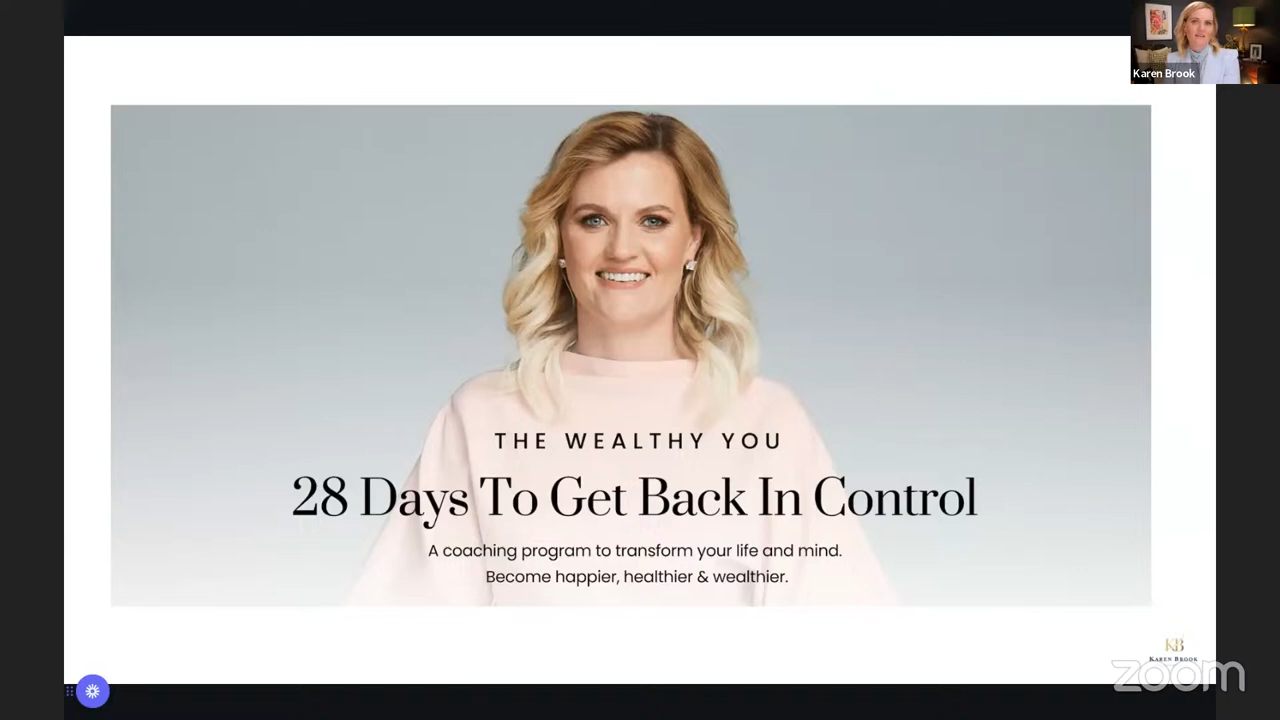 Karen Brook
THE WEALTHY YOU
28 Days To Get Back In Control
A coaching program to transform your life and mind.
Become happier, healthier & wealthier.
KB
KAREN BROOK
zoom